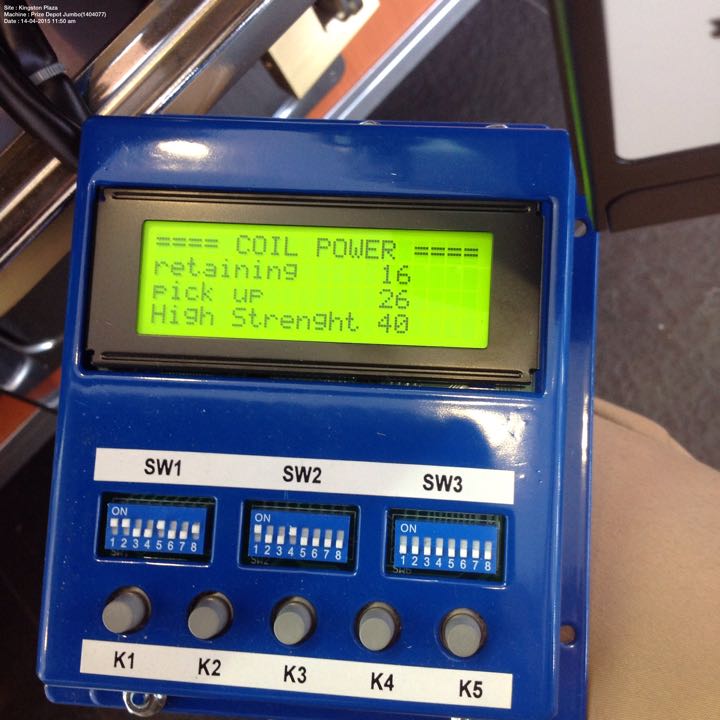 Site : Kingston Plaza
Machine : Prize Depot Jumbo(1404077)
Date : 14-04-2015 11:50 am
==== COIL POWER ====
retaining 16
pick up 26
High Strenght 40
SW1 SW2 SW3
ON ON ON
1 2 3 4 5 6 7 8 1 2 3 4 5 6 7 8 1 2 3 4 5 6 7 8
K1 K2 K3 K4 K5